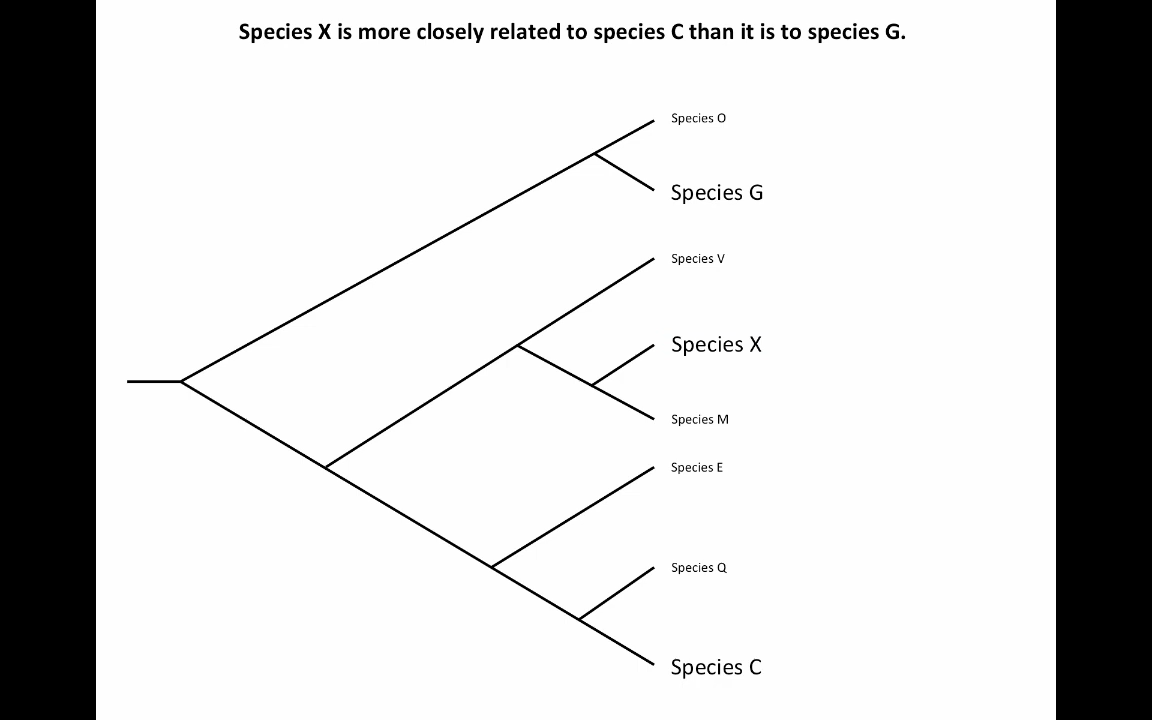 Species X is more closely related to species C than it is to species G.
Species O
Species G
Species V
Species X
Species M
Species E
Species Q
Species C